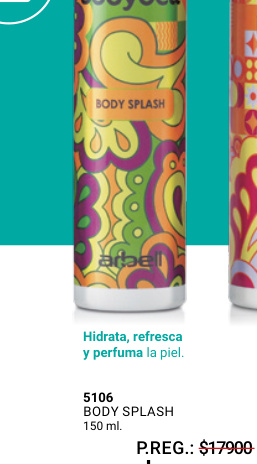 BODY SPLASH
arbell
Hidrata, refresca
y perfuma la piel.
5106
BODY SPLASH
150 ml.
P.REG.: $17900